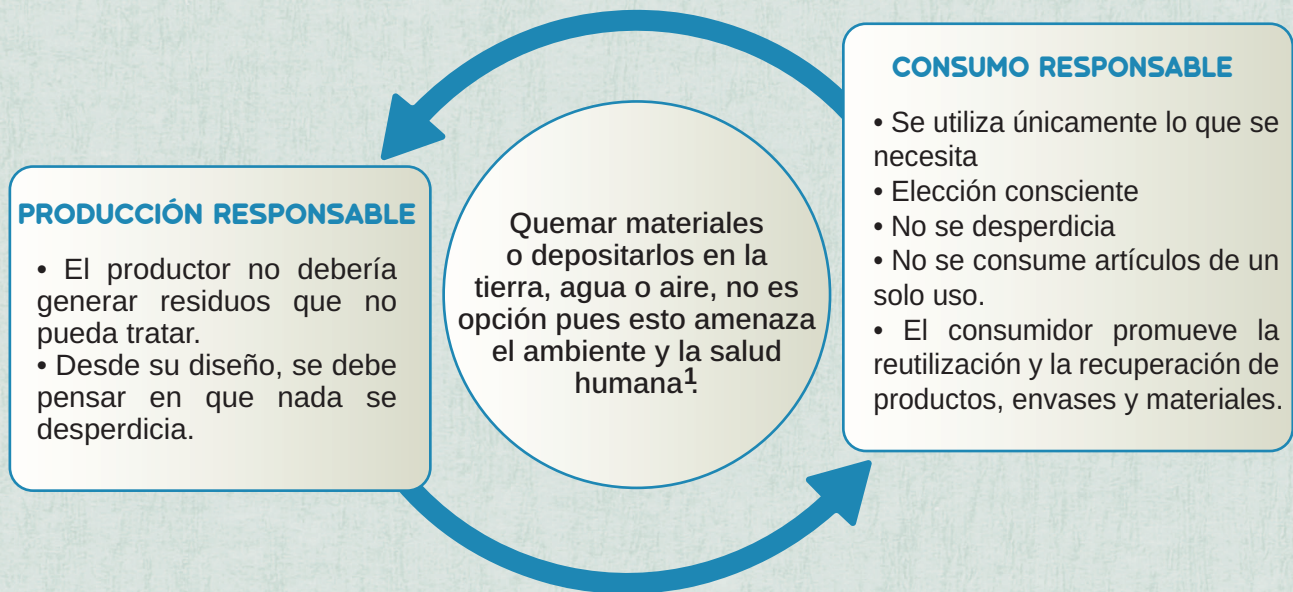 PRODUCCIÓN RESPONSABLE
• El productor no debería
generar residuos que no
pueda tratar.
• Desde su diseño, se debe
pensar en que nada se
desperdicia.
Quemar materiales
o depositarlos en la
tierra, agua o aire, no es
opción pues esto amenaza
el ambiente y la salud
humana¹.
CONSUMO RESPONSABLE
• Se utiliza únicamente lo que se
necesita
• Elección consciente
• No se desperdicia
• No se consume artículos de un
solo uso.
• El consumidor promueve la
reutilización y la recuperación de
productos, envases y materiales.